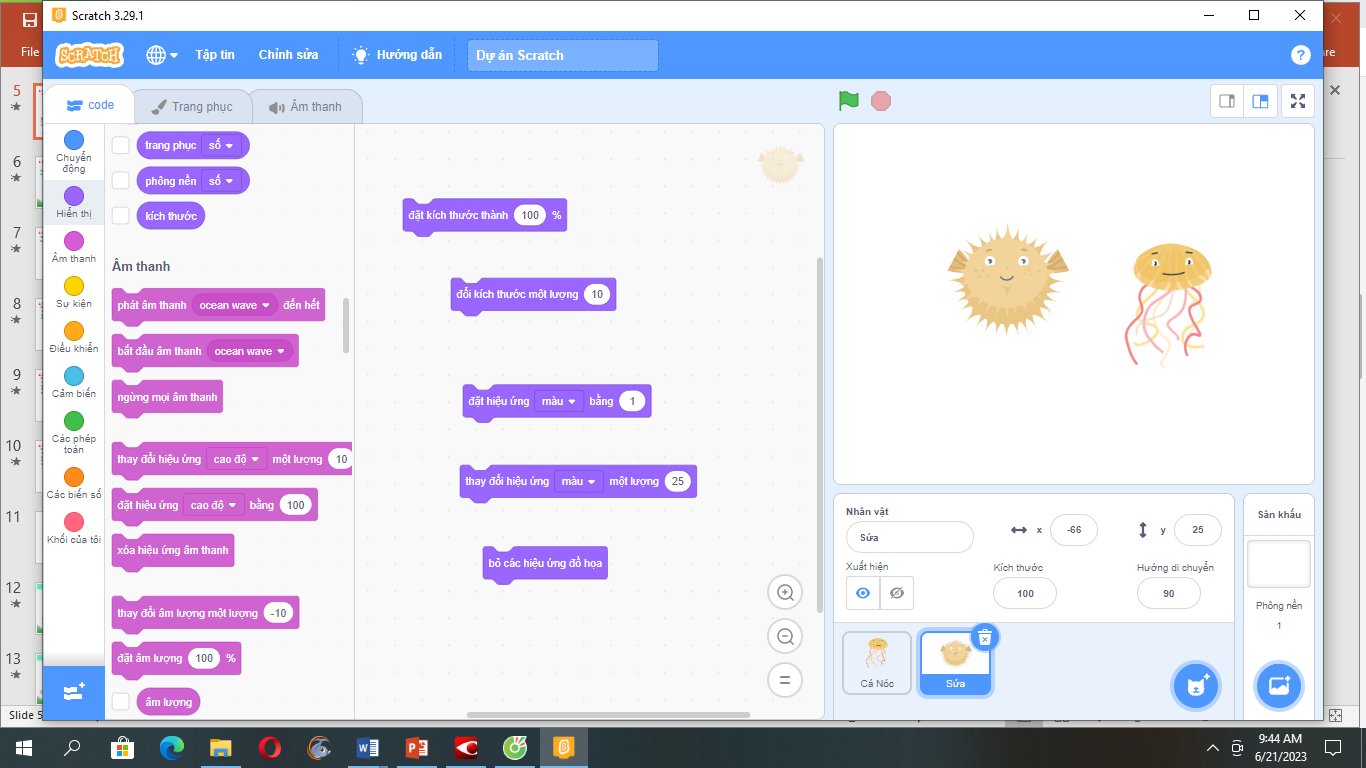 Scratch 3.29.1
File
SCRATCH
Tập tin
Chỉnh sửa
Hướng dẫn
Dự án Scratch
?
code
Trang phục
Âm thanh
5
6
7
8
9
10
11
12
13
Chuyển
động
Hiển thị
Âm thanh
Sự kiện
Điều khiển
Cảm biến
Các phép
toán
Các biến số
Khối của tôi
trang phục số
phông nền số
kích thước
Âm thanh
phát âm thanh ocean wave đến hết
bắt đầu âm thanh ocean wave
ngừng mọi âm thanh
thay đổi hiệu ứng cao độ một lượng 10
đặt hiệu ứng cao độ bằng 100
xóa hiệu ứng âm thanh
thay đổi âm lượng một lượng -10
đặt âm lượng 100 %
âm lượng
đặt kích thước thành 100 %
đổi kích thước một lượng 10
đặt hiệu ứng màu bằng 1
thay đổi hiệu ứng màu một lượng 25
bỏ các hiệu ứng đồ họa
Nhân vật
Sứa
x -66
y 25
Xuất hiện
Kích thước
100
Hướng di chuyển
90
Cá Nóc
Sứa
Sân khấu
Phông nền
1
Slide 5
9:44 AM
6/21/2023